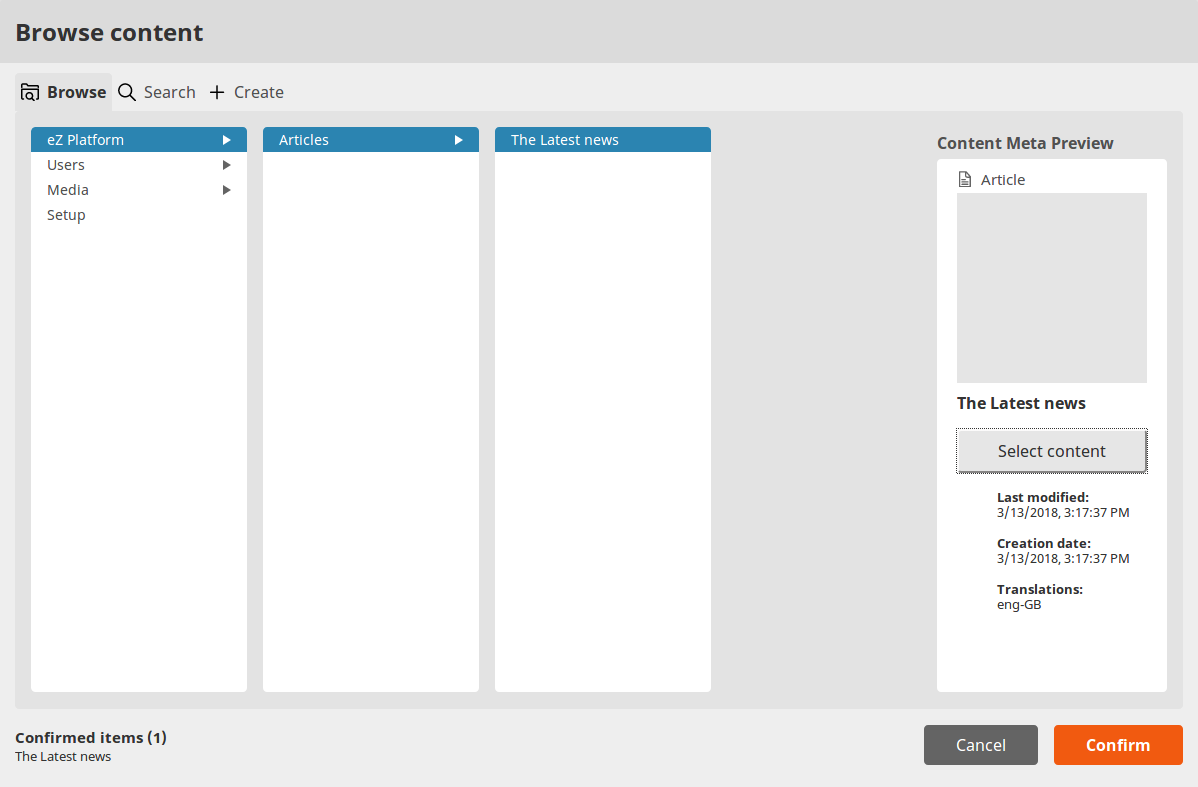 Browse content
Browse
Search
Create
eZ Platform
Users
Media
Setup
Articles
The Latest news
Content Meta Preview
Article
The Latest news
Select content
Last modified:
3/13/2018, 3:17:37 PM
Creation date:
3/13/2018, 3:17:37 PM
Translations:
eng-GB
Confirmed items (1)
The Latest news
Cancel
Confirm